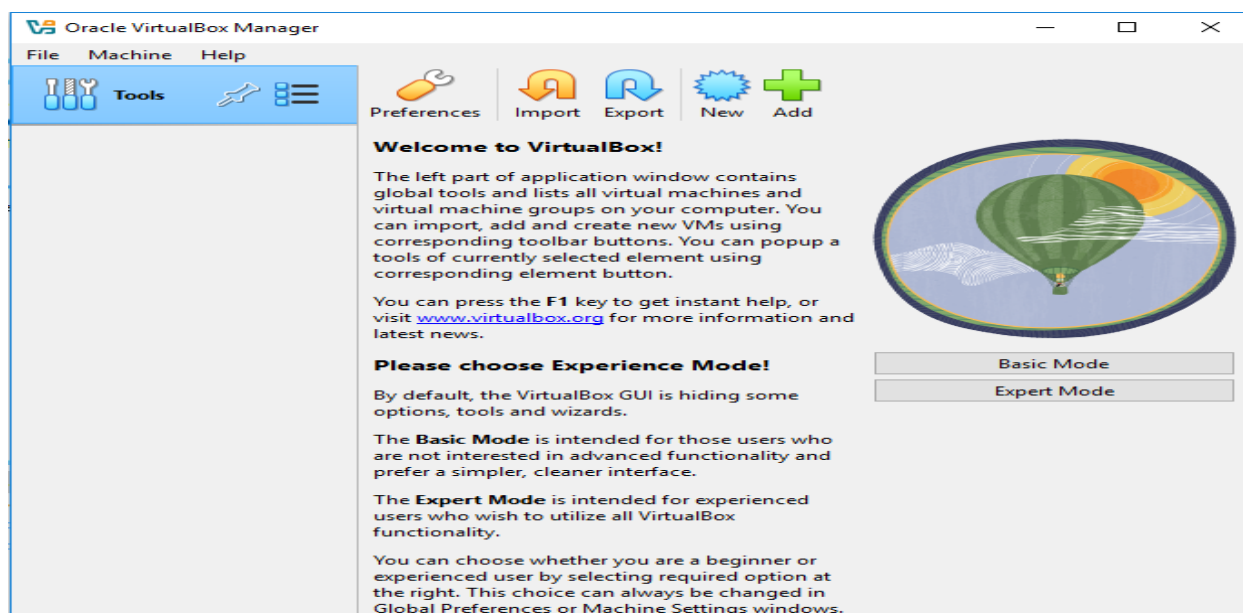 Oracle VirtualBox Manager
File Machine Help
Tools
Preferences Import Export New Add
Welcome to VirtualBox!
The left part of application window contains
global tools and lists all virtual machines and
virtual machine groups on your computer. You
can import, add and create new VMs using
corresponding toolbar buttons. You can popup a
tools of currently selected element using
corresponding element button.
You can press the F1 key to get instant help, or
visit www.virtualbox.org for more information and
latest news.
Please choose Experience Mode!
By default, the VirtualBox GUI is hiding some
options, tools and wizards.
The Basic Mode is intended for those users who
are not interested in advanced functionality and
prefer a simpler, cleaner interface.
The Expert Mode is intended for experienced
users who wish to utilize all VirtualBox
functionality.
You can choose whether you are a beginner or
experienced user by selecting required option at
the right. This choice can always be changed in
Global Preferences or Machine Settings windows.
Basic Mode
Expert Mode